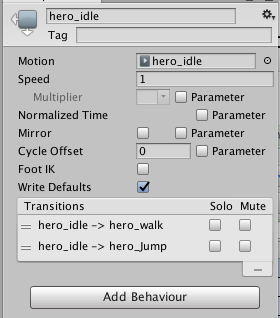 hero_idle
Tag
Motion hero_idle
Speed 1
Multiplier Parameter
Normalized Time Parameter
Mirror Parameter
Cycle Offset 0 Parameter
Foot IK
Write Defaults
Transitions Solo Mute
hero_idle -> hero_walk
hero_idle -> hero_Jump
Add Behaviour